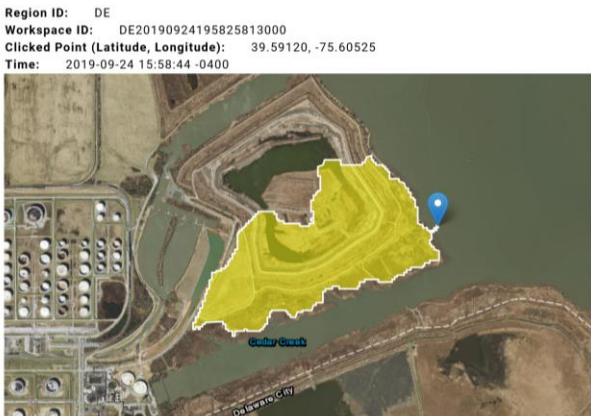 Region ID: DE
Workspace ID: DE20190924195825813000
Clicked Point (Latitude, Longitude): 39.59120, -75.60525
Time: 2019-09-24 15:58:44 -0400
Cedar Creek
Delaware City